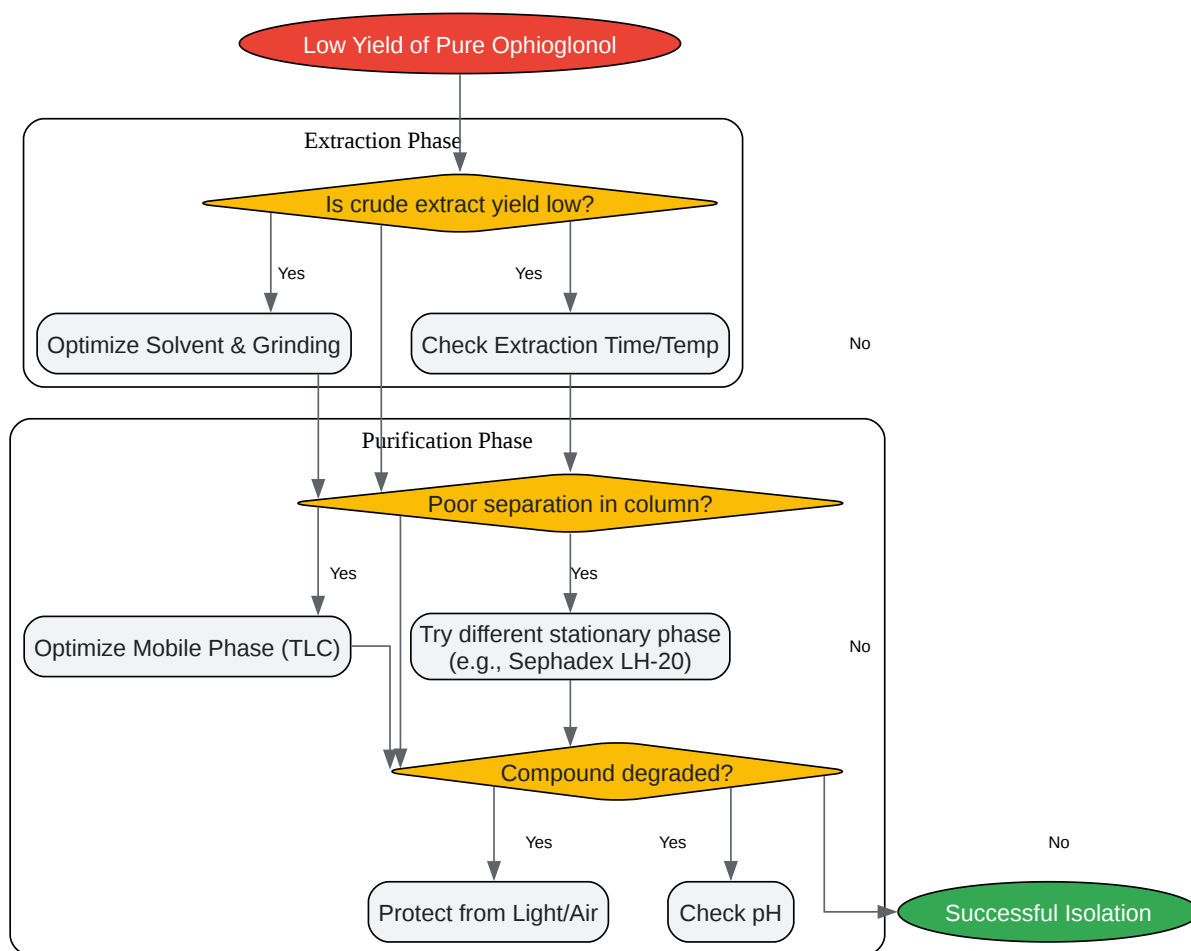 Low Yield of Pure Ophioglonol
Extraction Phase
Is crude extract yield low?
Yes
Yes
Optimize Solvent & Grinding
Check Extraction Time/Temp
No
Purification Phase
Poor separation in column?
Yes
Yes
Optimize Mobile Phase (TLC)
Try different stationary phase
(e.g., Sephadex LH-20)
No
Compound degraded?
Yes
Yes
No
Protect from Light/Air
Check pH
Successful Isolation